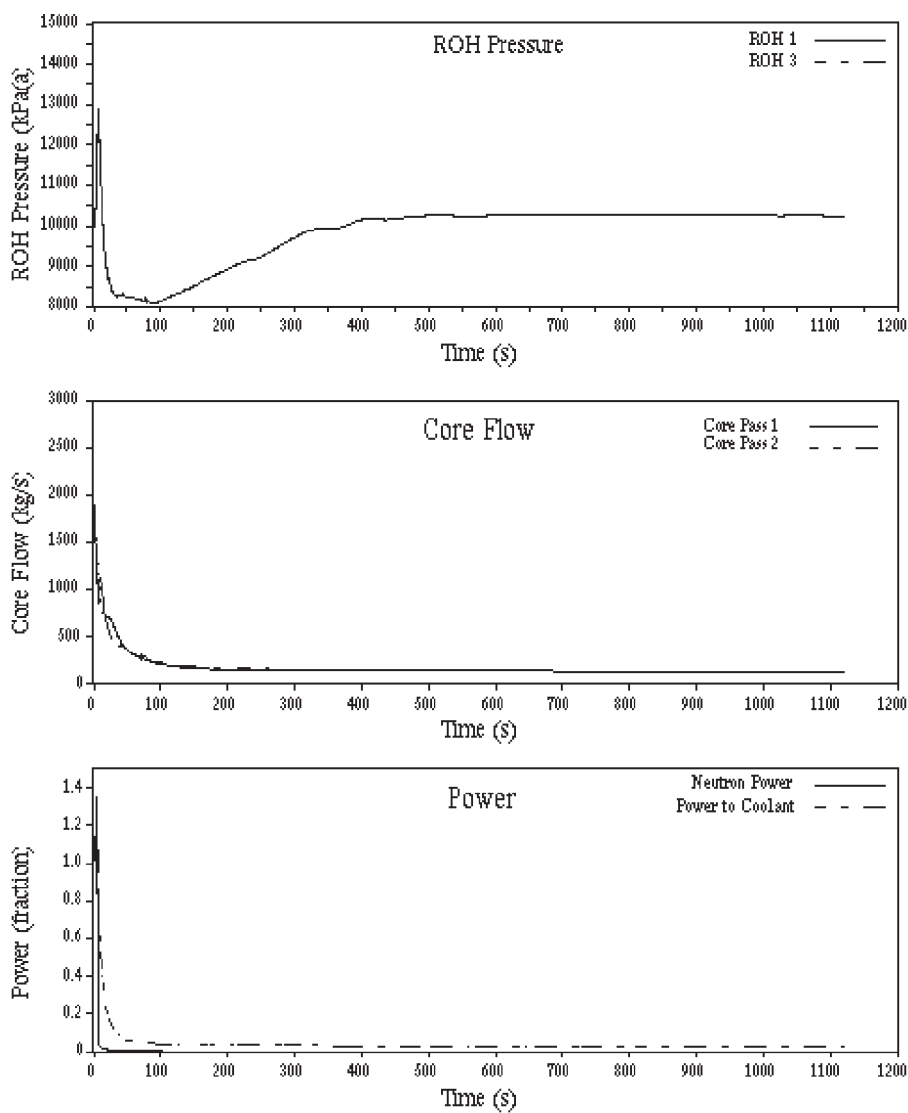 ROH Pressure
ROH 1
ROH 3
ROH Pressure (kPa(a)
15000
14000
13000
12000
11000
10000
9000
8000
0 100 200 300 400 500 600 700 800 900 1000 1100 1200
Time (s)
Core Flow
Core Pass 1
Core Pass 2
Core Flow (kg/s)
3000
2500
2000
1500
1000
500
0
0 100 200 300 400 500 600 700 800 900 1000 1100 1200
Time (s)
Power
Neutron Power
Power to Coolant
Power (fraction)
1.4
1.2
1.0
0.8
0.6
0.4
0.2
0
0 100 200 300 400 500 600 700 800 900 1000 1100 1200
Time (s)